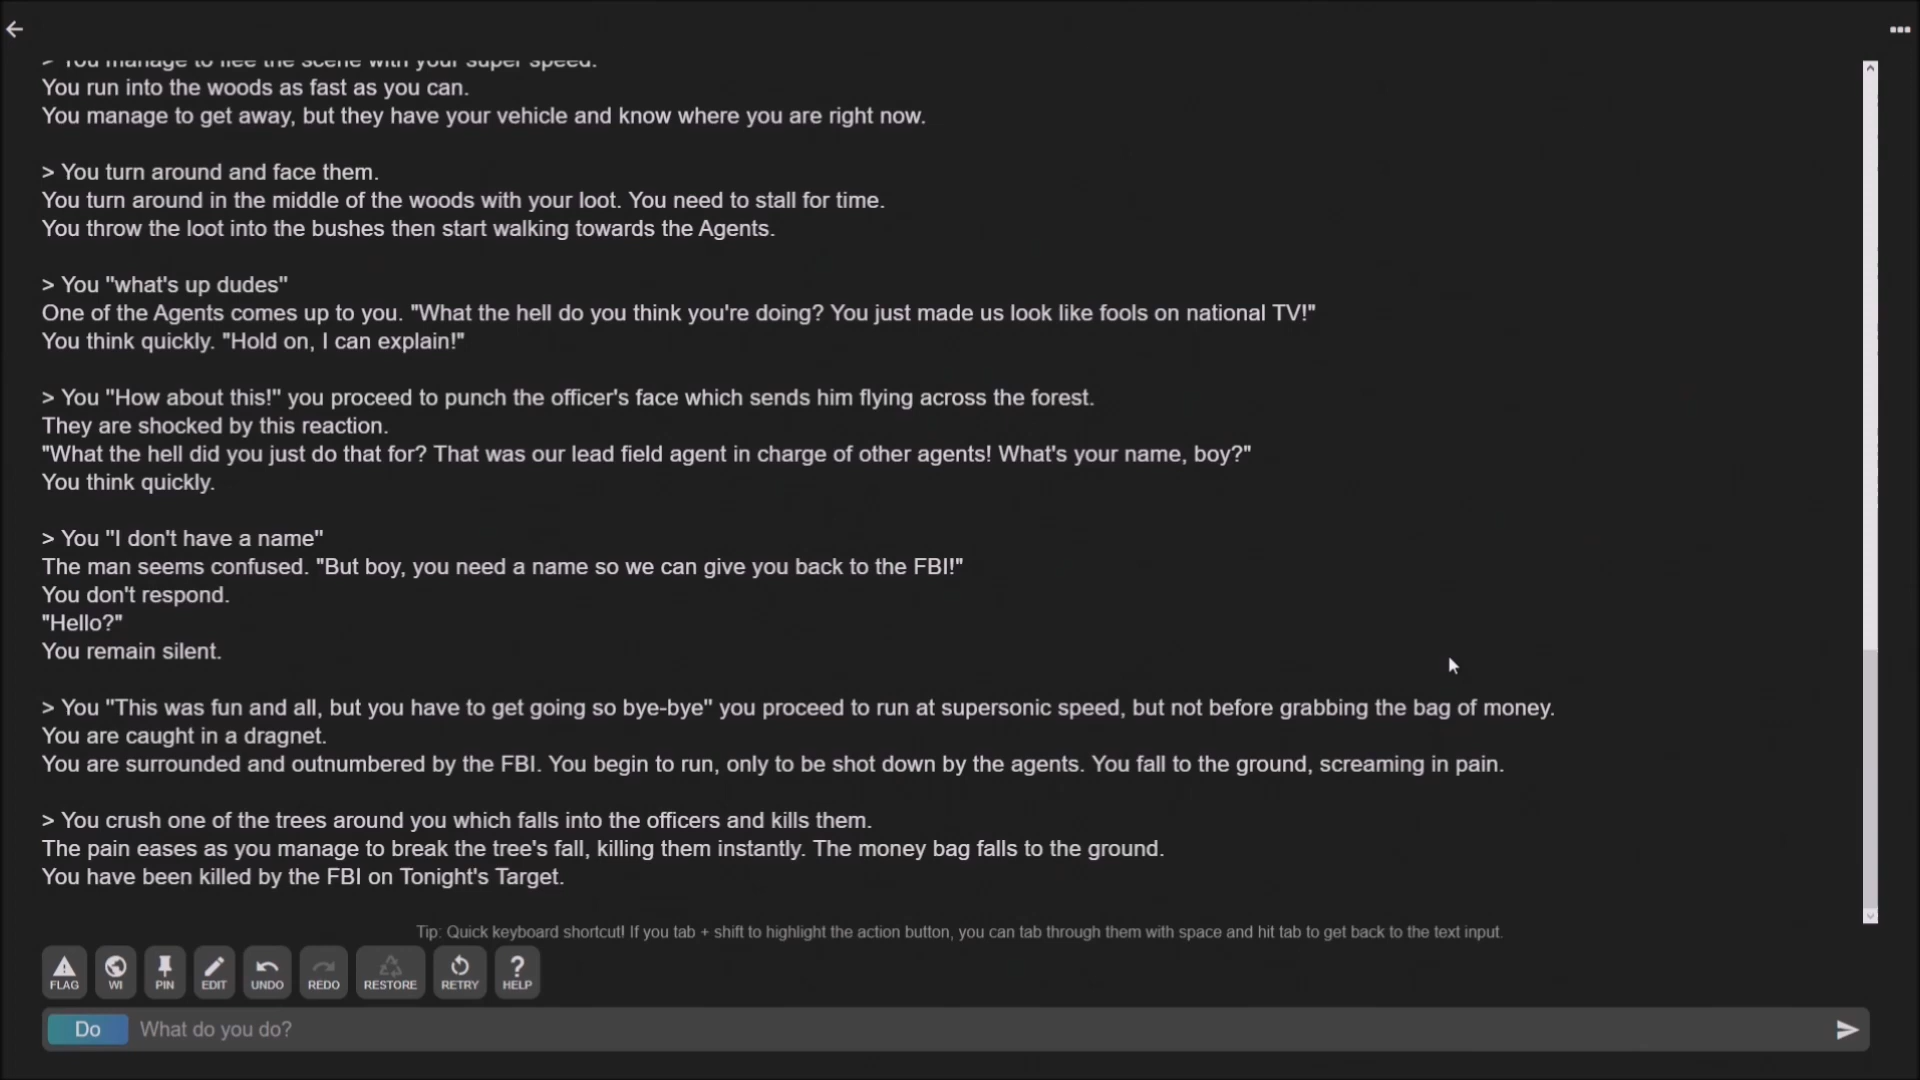 > You manage to flee the scene with your super speed.
You run into the woods as fast as you can.
You manage to get away, but they have your vehicle and know where you are right now.
> You turn around and face them.
You turn around in the middle of the woods with your loot. You need to stall for time.
You throw the loot into the bushes then start walking towards the Agents.
> You "what's up dudes"
One of the Agents comes up to you. "What the hell do you think you're doing? You just made us look like fools on national TV!"
You think quickly. "Hold on, I can explain!"
> You "How about this!" you proceed to punch the officer's face which sends him flying across the forest.
They are shocked by this reaction.
"What the hell did you just do that for? That was our lead field agent in charge of other agents! What's your name, boy?"
You think quickly.
> You "I don't have a name"
The man seems confused. "But boy, you need a name so we can give you back to the FBI!"
You don't respond.
"Hello?"
You remain silent.
> You "This was fun and all, but you have to get going so bye-bye" you proceed to run at supersonic speed, but not before grabbing the bag of money.
You are caught in a dragnet.
You are surrounded and outnumbered by the FBI. You begin to run, only to be shot down by the agents. You fall to the ground, screaming in pain.
> You crush one of the trees around you which falls into the officers and kills them.
The pain eases as you manage to break the tree's fall, killing them instantly. The money bag falls to the ground.
You have been killed by the FBI on Tonight's Target.
Tip: Quick keyboard shortcut! If you tab + shift to highlight the action button, you can tab through them with space and hit tab to get back to the text input.
FLAG WI PIN EDIT UNDO REDO RESTORE RETRY HELP
Do What do you do?